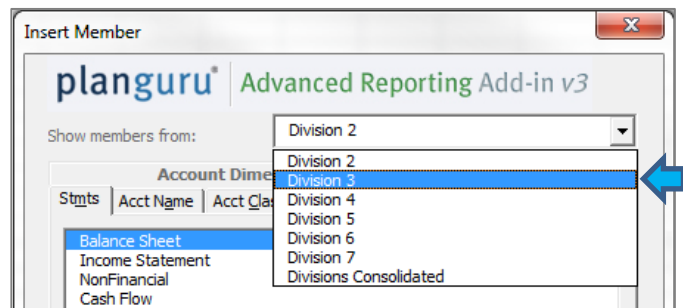 Insert Member
X
planguru® Advanced Reporting Add-in v3
Show members from: Division 2
Division 2
Account Dime Division 3
Stmts Acct Name Acct Cla Division 4
Division 5
Balance Sheet Division 6
Income Statement Division 7
NonFinancial Divisions Consolidated
Cash Flow